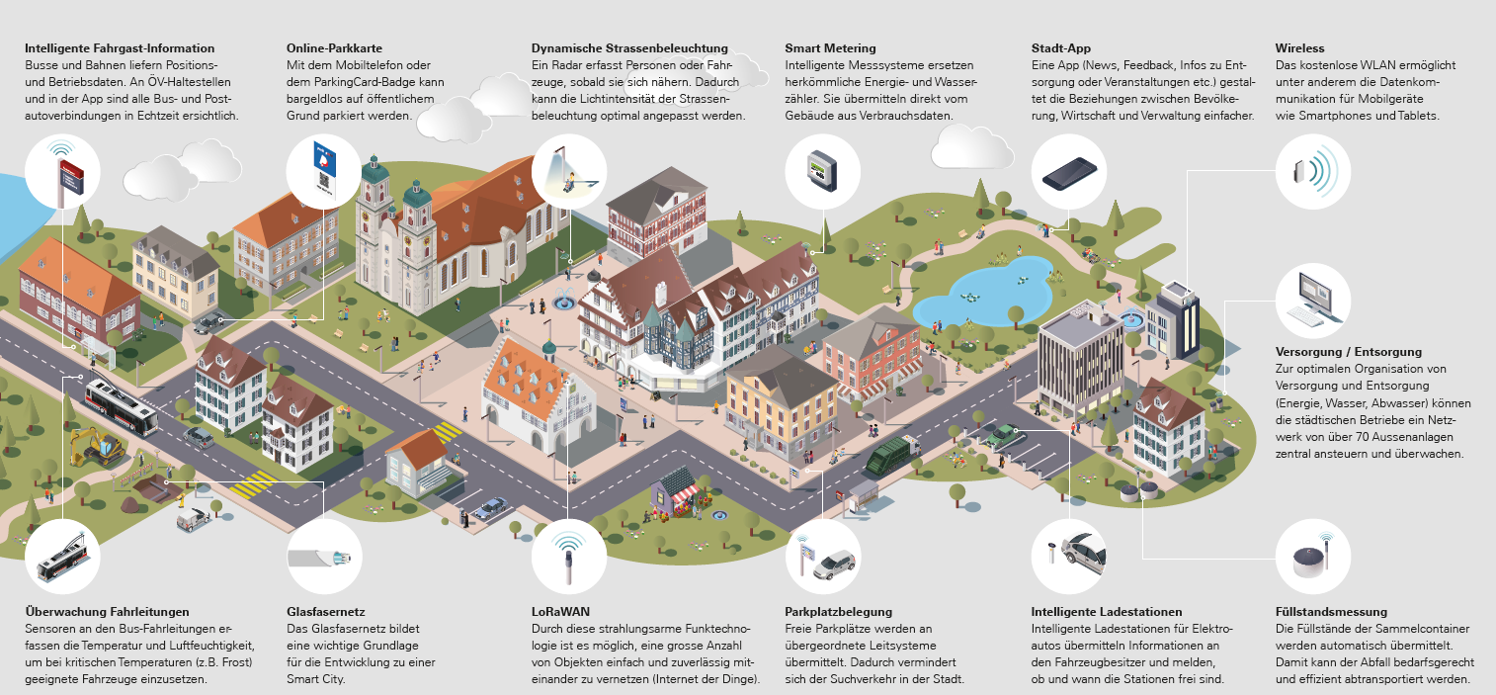 Intelligente Fahrgast-Information
Busse und Bahnen liefern Positions-
und Betriebsdaten. An ÖV-Haltestellen
und in der App sind alle Bus- und Post-
autoverbindungen in Echtzeit ersichtlich.
Online-Parkkarte
Mit dem Mobiltelefon oder
dem ParkingCard-Badge kann
bargeldlos auf öffentlichem
Grund parkiert werden.
Dynamische Strassenbeleuchtung
Ein Radar erfasst Personen oder Fahr-
zeuge, sobald sie sich nähern. Dadurch
kann die Lichtintensität der Strassen-
beleuchtung optimal angepasst werden.
Smart Metering
Intelligente Messsysteme ersetzen
herkömmliche Energie- und Wasser-
zähler. Sie übermitteln direkt vom
Gebäude aus Verbrauchsdaten.
Stadt-App
Eine App (News, Feedback, Infos zu Ent-
sorgung oder Veranstaltungen etc.) gestal-
tet die Beziehungen zwischen Bevölke-
rung, Wirtschaft und Verwaltung einfacher.
Wireless
Das kostenlose WLAN ermöglicht
unter anderem die Datenkom-
munikation für Mobilgeräte
wie Smartphones und Tablets.
Versorgung / Entsorgung
Zur optimalen Organisation von
Versorgung und Entsorgung
(Energie, Wasser, Abwasser) können
die städtischen Betriebe ein Netz-
werk von über 70 Aussenanlagen
zentral ansteuern und überwachen.
Überwachung Fahrleitungen
Sensoren an den Bus-Fahrleitungen er-
fassen die Temperatur und Luftfeuchtigkeit,
um bei kritischen Temperaturen (z.B. Frost)
geeignete Fahrzeuge einzusetzen.
Glasfasernetz
Das Glasfasernetz bildet
eine wichtige Grundlage
für die Entwicklung zu einer
Smart City.
LoRaWAN
Durch diese strahlungsarme Funktechno-
logie ist es möglich, eine grosse Anzahl
von Objekten einfach und zuverlässig mit-
einander zu vernetzen (Internet der Dinge).
Parkplatzbelegung
Freie Parkplätze werden an
übergeordnete Leitsysteme
übermittelt. Dadurch vermindert
sich der Suchverkehr in der Stadt.
Intelligente Ladestationen
Intelligente Ladestationen für Elektro-
autos übermitteln Informationen an
den Fahrzeugbesitzer und melden,
ob und wann die Stationen frei sind.
Füllstandsmessung
Die Füllstände der Sammelcontainer
werden automatisch übermittelt.
Damit kann der Abfall bedarfsgerecht
und effizient abtransportiert werden.